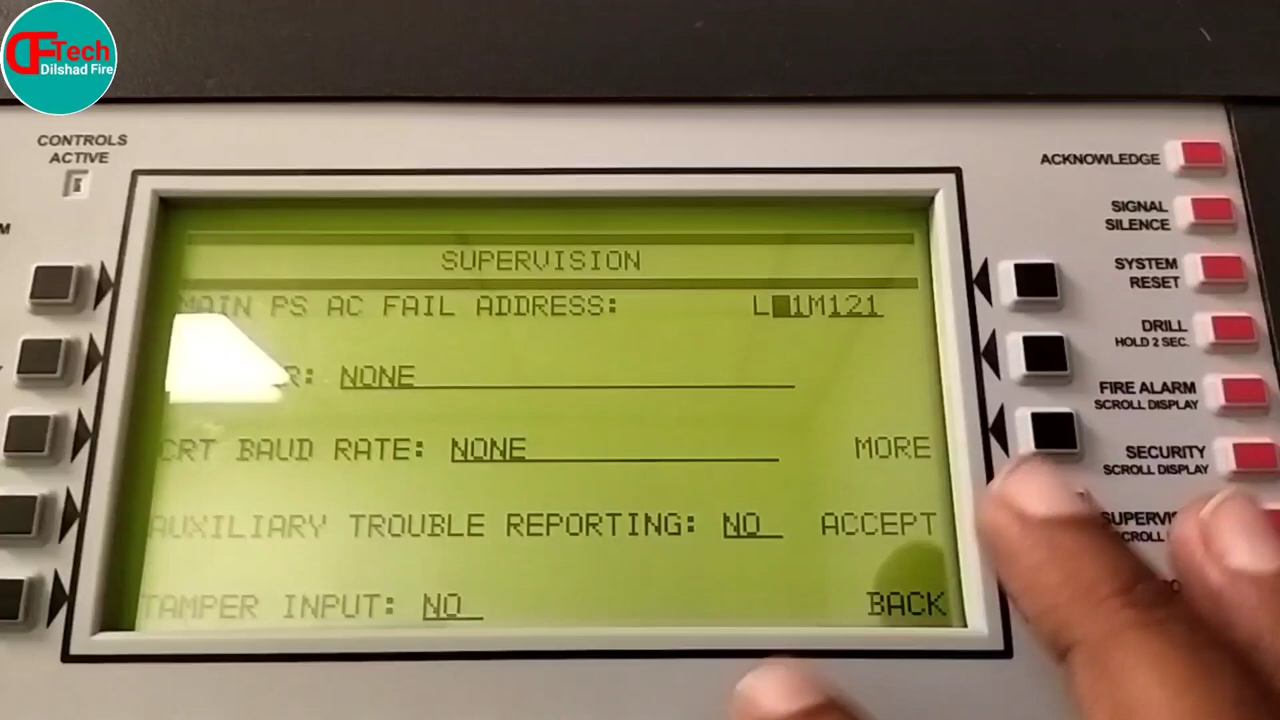 DF Tech
Dilshad Fire
CONTROLS
ACTIVE
M
ACKNOWLEDGE
SIGNAL
SILENCE
SYSTEM
RESET
DRILL
HOLD 2 SEC.
FIRE ALARM
SCROLL DISPLAY
SECURITY
SCROLL DISPLAY
SUPERVISION
MAIN PS AC FAIL ADDRESS: L 1M121
NONE
CRT BAUD RATE: NONE MORE
AUXILIARY TROUBLE REPORTING: NO ACCEPT
TAMPER INPUT: NO BACK